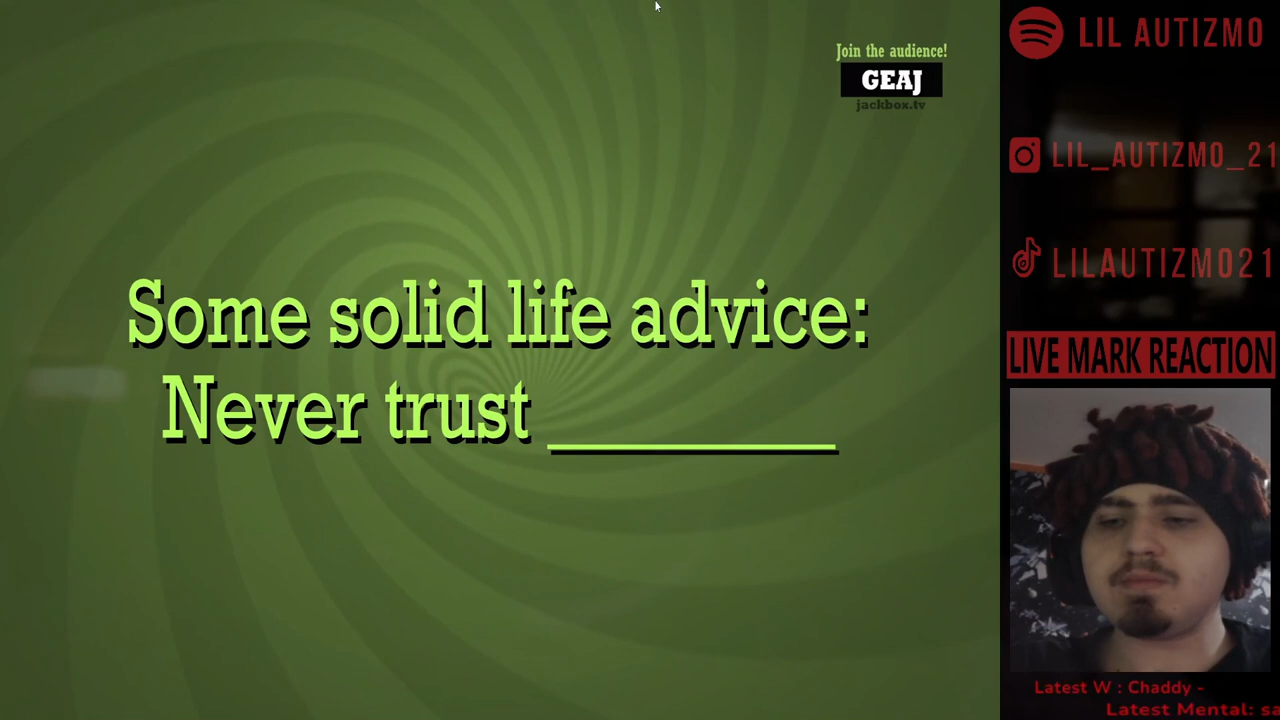 Join the audience!
GEAJ
jackbox.tv
Some solid life advice:
Never trust ________
LIL AUTIZMO
LIL_AUTIZMO_21
LILAUTIZMO21
LIVE MARK REACTION
Latest W : Chaddy -
Latest Mental: sa